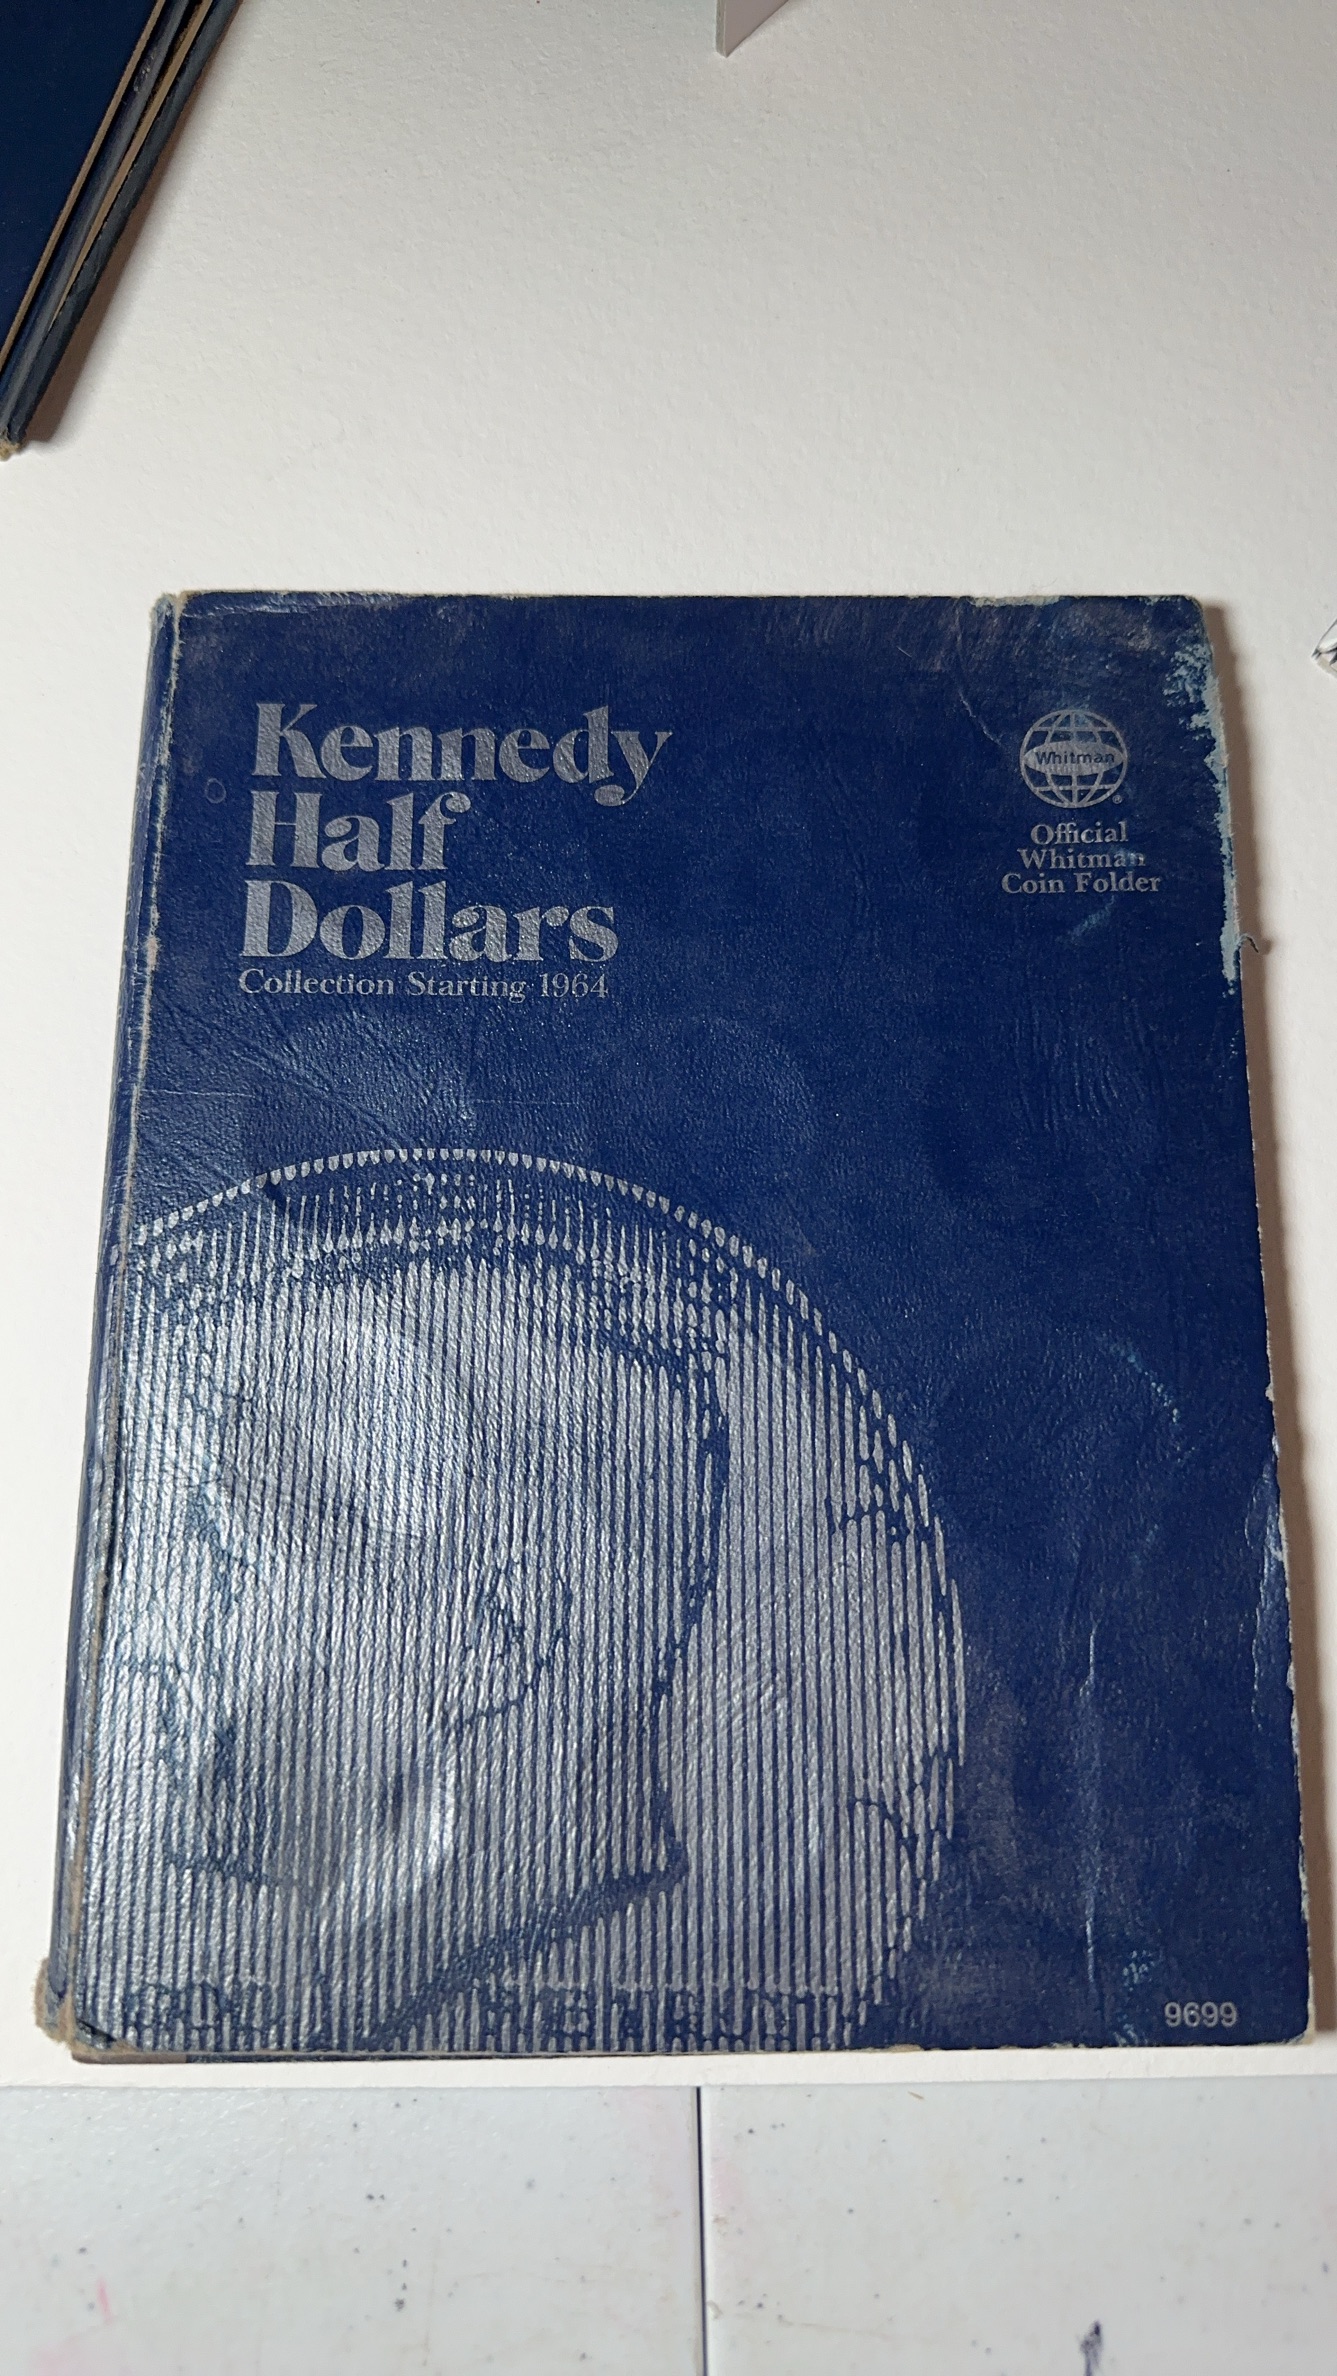 Kennedy
Half
Dollars
Collection Starting 1964
Whitman
®
Official
Whitman
Coin Folder
9699